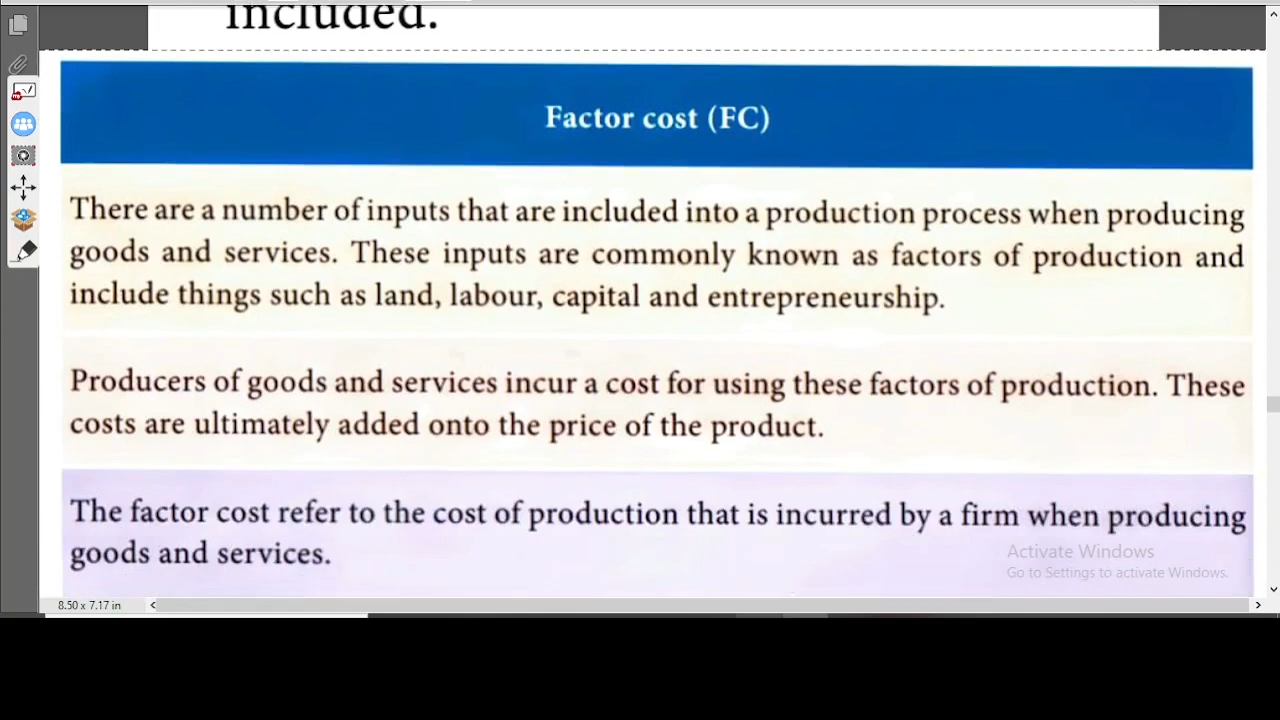 included.
Factor cost (FC)
There are a number of inputs that are included into a production process when producing
goods and services. These inputs are commonly known as factors of production and
include things such as land, labour, capital and entrepreneurship.
Producers of goods and services incur a cost for using these factors of production. These
costs are ultimately added onto the price of the product.
The factor cost refer to the cost of production that is incurred by a firm when producing
goods and services.
Activate Windows
Go to Settings to activate Windows.
8.50 x 7.17 in